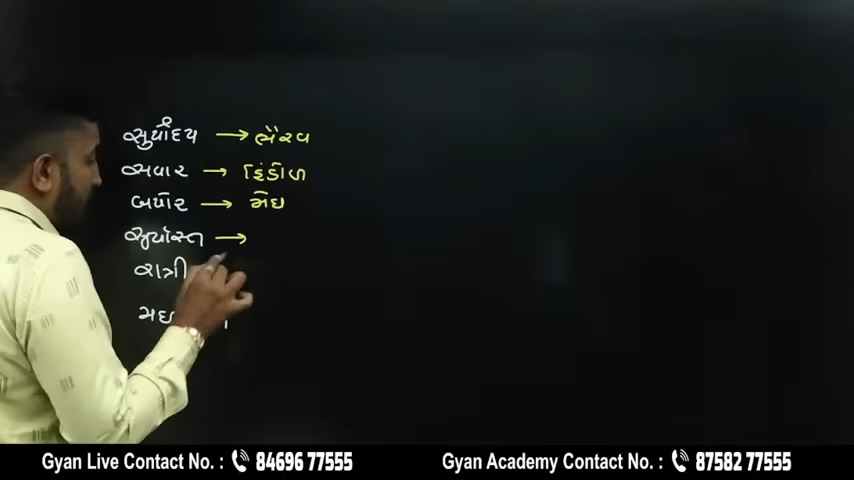 સુર્યોદય → ભૈરવ
સવાર → હિંડોળ
બપોર → મેઘ
સુર્યાસ્ત →
રાત્રી
Gyan Live Contact No. : 84696 77555
Gyan Academy Contact No. : 87582 77555